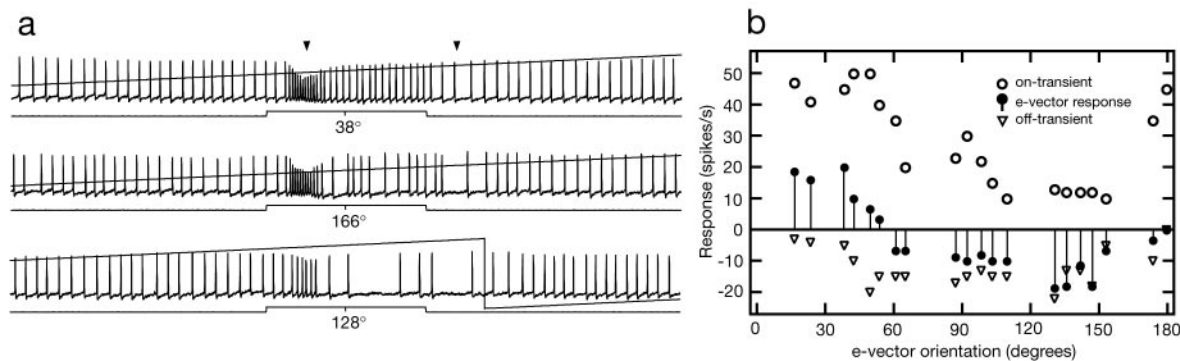 a
38°
166°
128°
b
Response (spikes/s)
50
40
30
20
10
0
-10
-20
on-transient
e-vector response
off-transient
0 30 60 90 120 150 180
e-vector orientation (degrees)